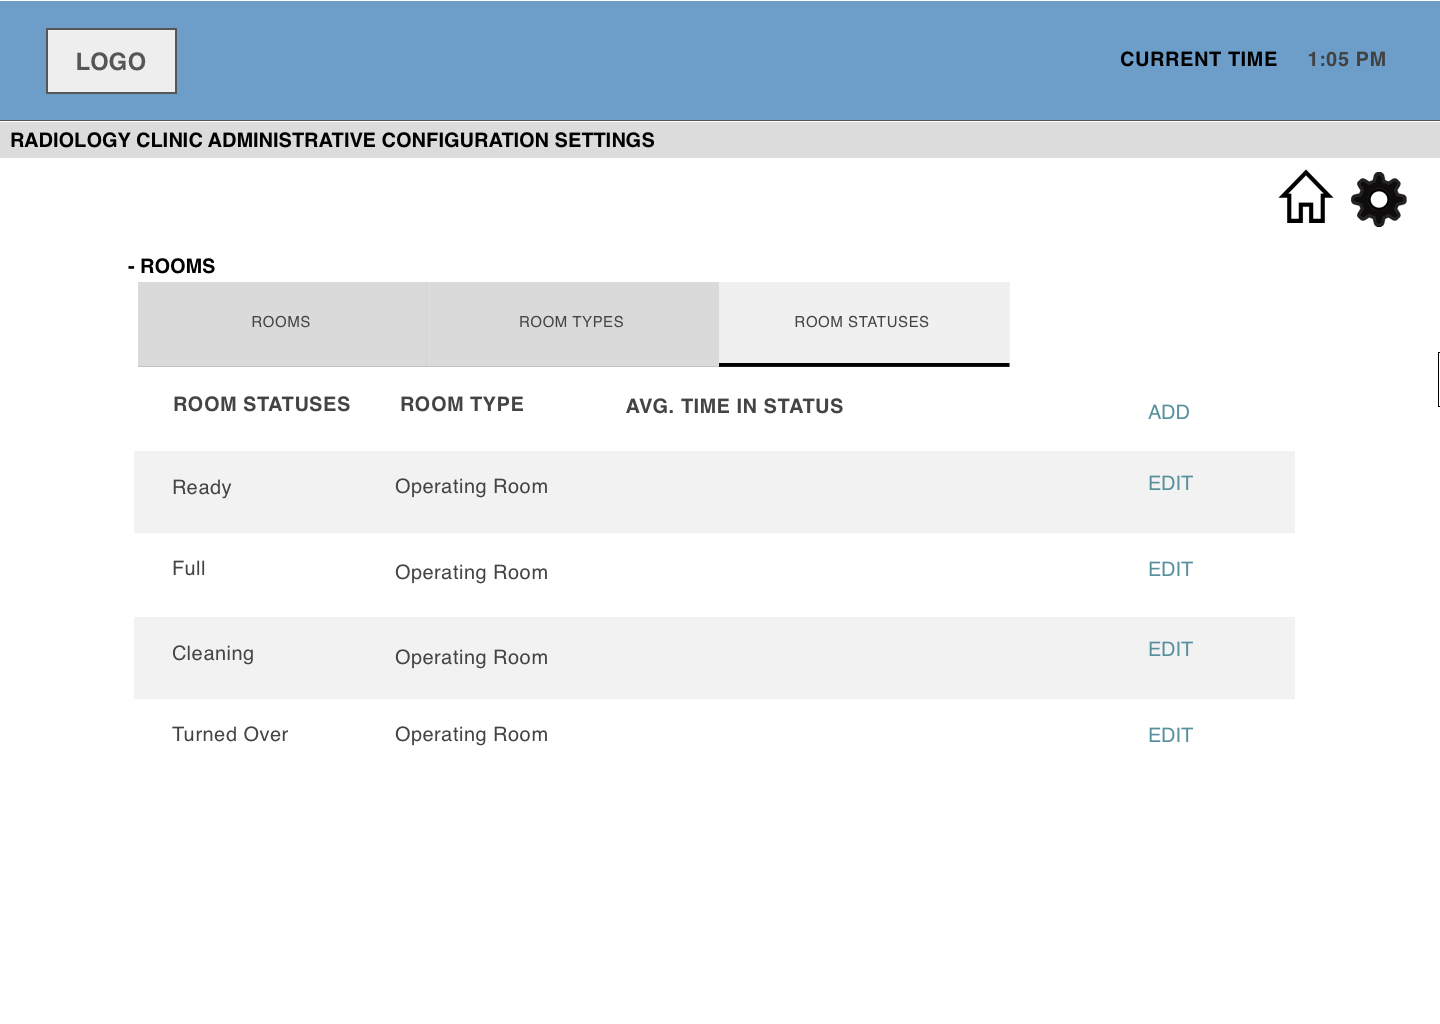 LOGO
CURRENT TIME 1:05 PM
RADIOLOGY CLINIC ADMINISTRATIVE CONFIGURATION SETTINGS
- ROOMS
ROOMS ROOM TYPES ROOM STATUSES
ROOM STATUSES ROOM TYPE AVG. TIME IN STATUS ADD
Ready Operating Room EDIT
Full Operating Room EDIT
Cleaning Operating Room EDIT
Turned Over Operating Room EDIT